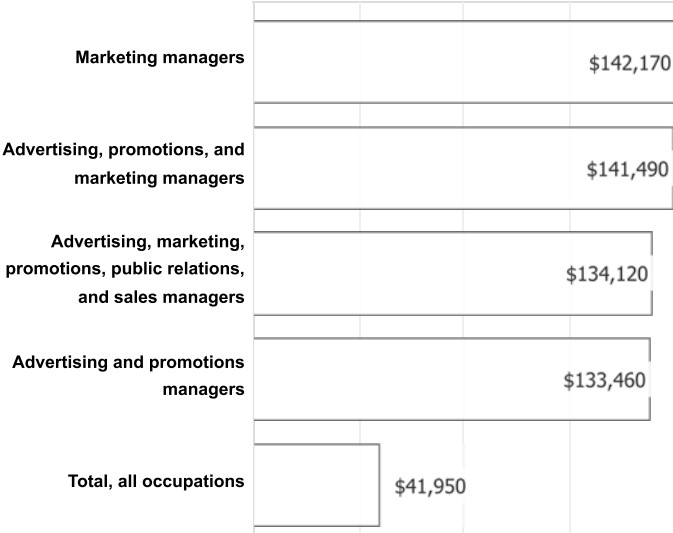 Marketing managers
$142,170
Advertising, promotions, and
marketing managers
$141,490
Advertising, marketing,
promotions, public relations,
and sales managers
$134,120
Advertising and promotions
managers
$133,460
Total, all occupations
$41,950